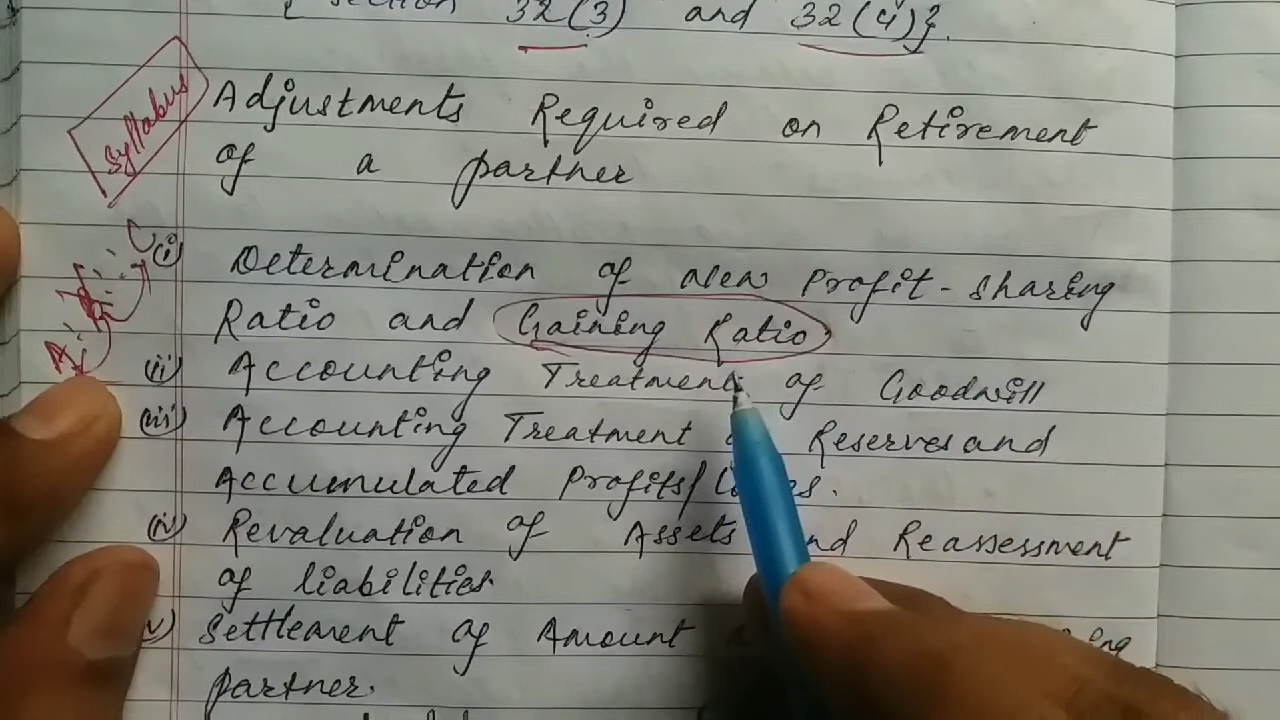 { section 32(3) and 32(4)}.
Syllabus
Adjustments Required on Retirement
of a partner
(i) Determination of New Profit-sharing
Ratio and Gaining Ratio.
(ii) Accounting Treatment of Goodwill
(iii) Accounting Treatment Reserves and
Accumulated Profits/
(iv) Revaluation of Assets and Reassessment
of liabilities
v) Settlement of Amount
partner.